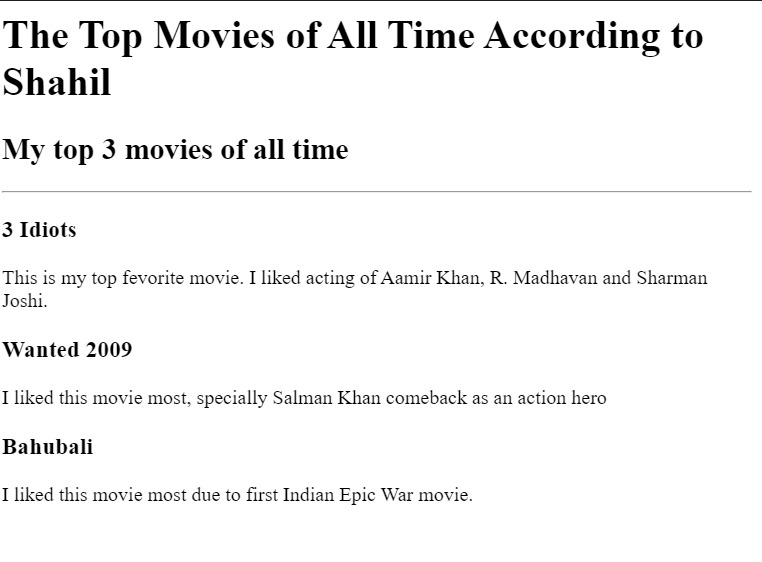 The Top Movies of All Time According to
Shahil
My top 3 movies of all time
3 Idiots
This is my top fevorite movie. I liked acting of Aamir Khan, R. Madhavan and Sharman
Joshi.
Wanted 2009
I liked this movie most, specially Salman Khan comeback as an action hero
Bahubali
I liked this movie most due to first Indian Epic War movie.